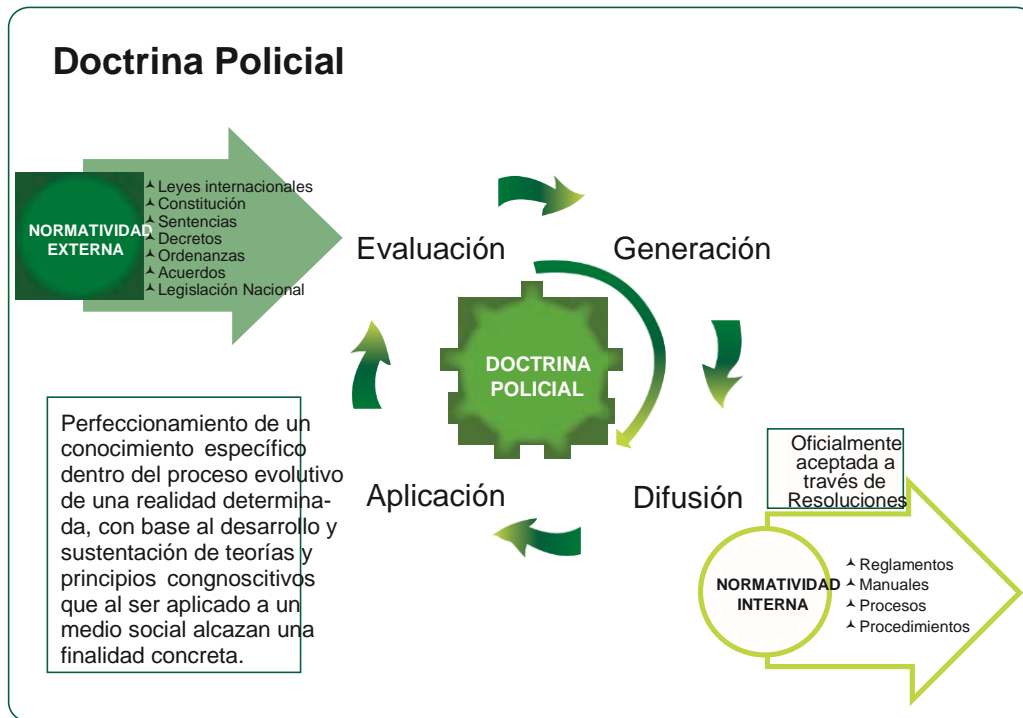 Doctrina Policial
NORMATIVIDAD
EXTERNA
Leyes internacionales
Constitución
Sentencias
Decretos
Ordenanzas
Acuerdos
Legislación Nacional
Evaluación
Generación
DOCTRINA
POLICIAL
Aplicación
Difusión
Perfeccionamiento de un
conocimiento específico
dentro del proceso evolutivo
de una realidad determina-
da, con base al desarrollo y
sustentación de teorías y
principios congnoscitivos
que al ser aplicado a un
medio social alcazan una
finalidad concreta.
Oficialmente
aceptada a
través de
Resoluciones
NORMATIVIDAD
INTERNA
Reglamentos
Manuales
Procesos
Procedimientos